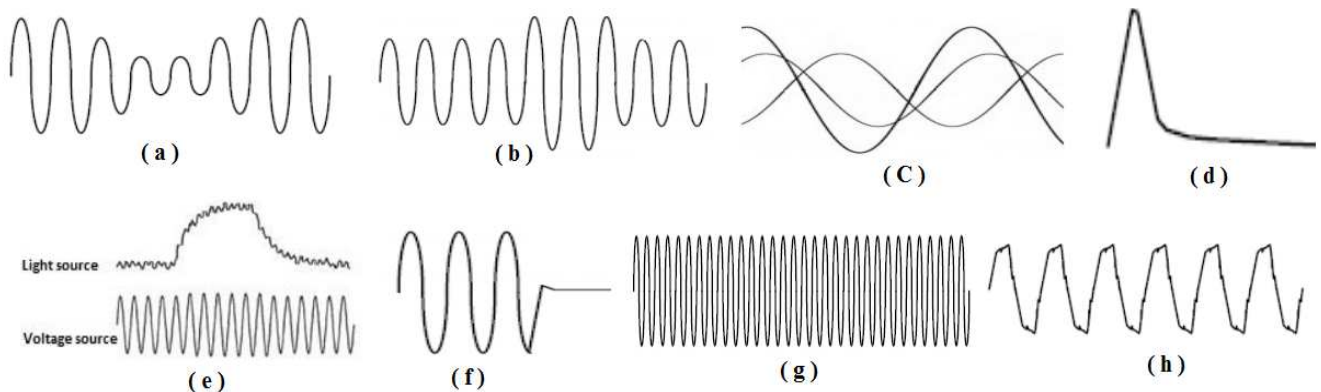 ( a )
( b )
( C )
( d )
Light source
Voltage source
( e )
( f )
( g )
( h )